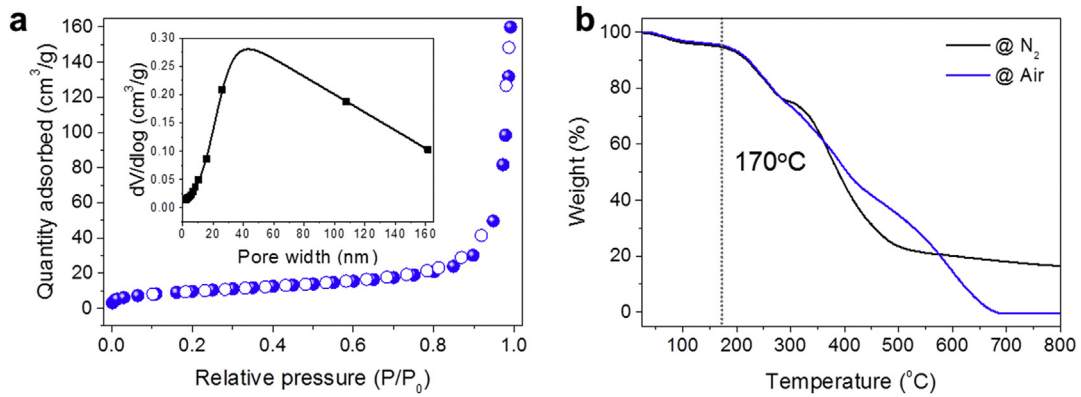 a
Quantity adsorbed (cm³/g)
160
140
120
100
80
60
40
20
0
0.0 0.2 0.4 0.6 0.8 1.0
Relative pressure (P/P₀)
dV/dlog (cm³/g)
0.30
0.25
0.20
0.15
0.10
0.05
0.00
0 20 40 60 80 100 120 140 160
Pore width (nm)
b
Weight (%)
100
80
60
40
20
0
@ N₂
@ Air
170°C
100 200 300 400 500 600 700 800
Temperature (°C)